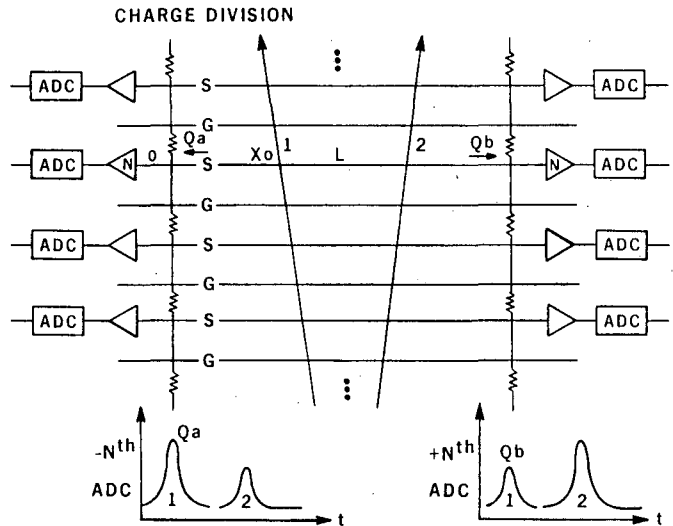 CHARGE DIVISION
ADC S ADC
G
ADC N 0 Qa S Xo 1 L 2 Qb N ADC
G
ADC S ADC
G
ADC S ADC
G
-Nth Qa
ADC 1 2 t
+Nth Qb
ADC 1 2 t